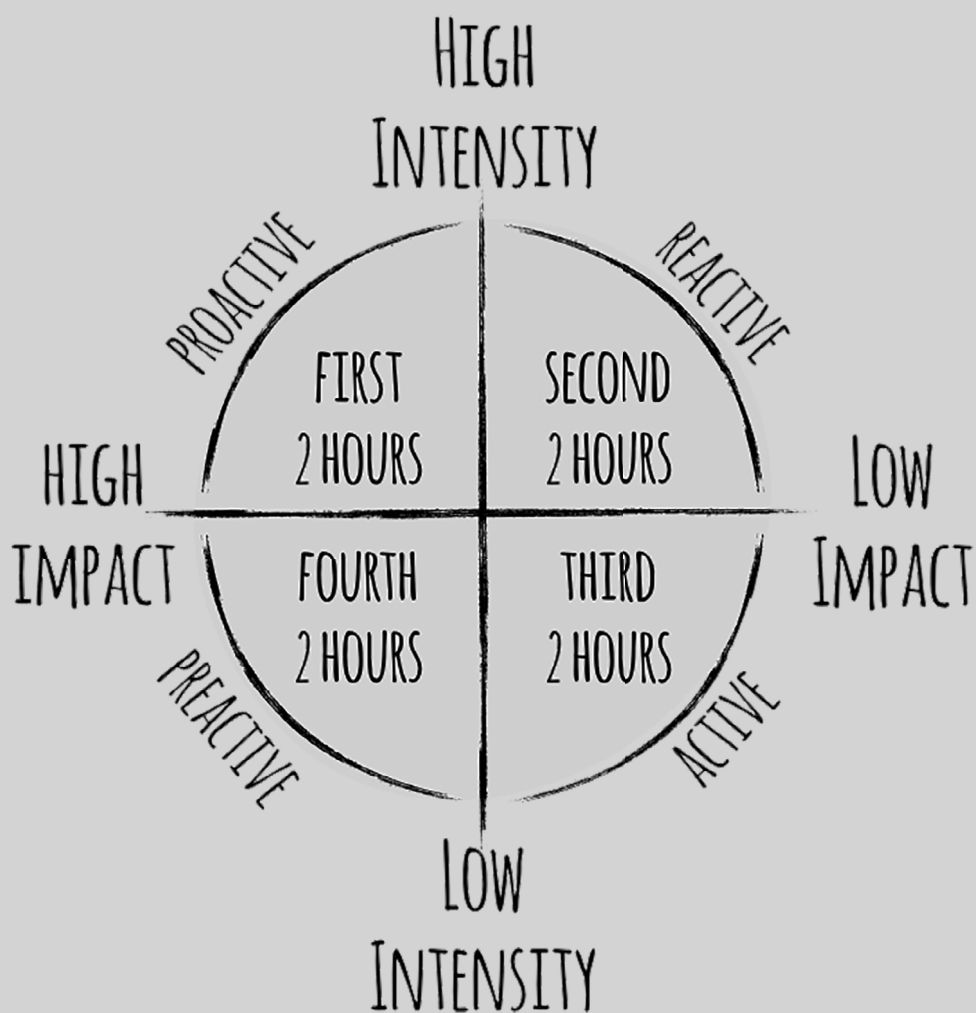 HIGH
INTENSITY
PROACTIVE
REACTIVE
FIRST
2 HOURS
SECOND
2 HOURS
HIGH
IMPACT
LOW
IMPACT
FOURTH
2 HOURS
THIRD
2 HOURS
PREACTIVE
ACTIVE
LOW
INTENSITY